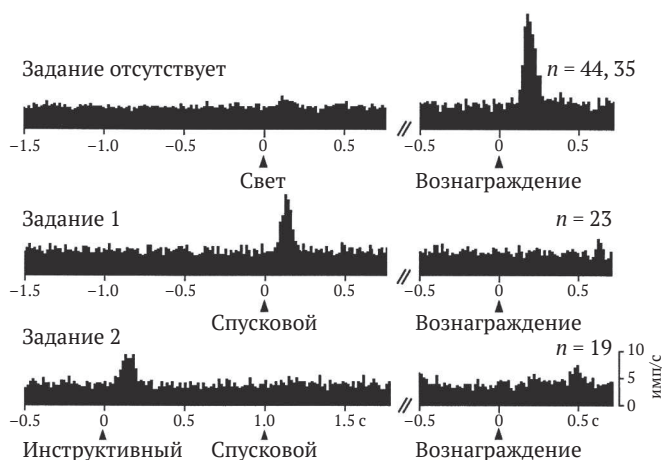 Задание отсутствует
n = 44, 35
−1.5 −1.0 −0.5 0 0.5 // −0.5 0 0.5
Свет Вознаграждение
Задание 1
n = 23
−1.5 −1.0 −0.5 0 0.5 // −0.5 0 0.5
Спусковой Вознаграждение
Задание 2
n = 19
10
5
0
имп/с
−0.5 0 0.5 1.0 1.5 с // −0.5 0 0.5
Инструктивный Спусковой Вознаграждение